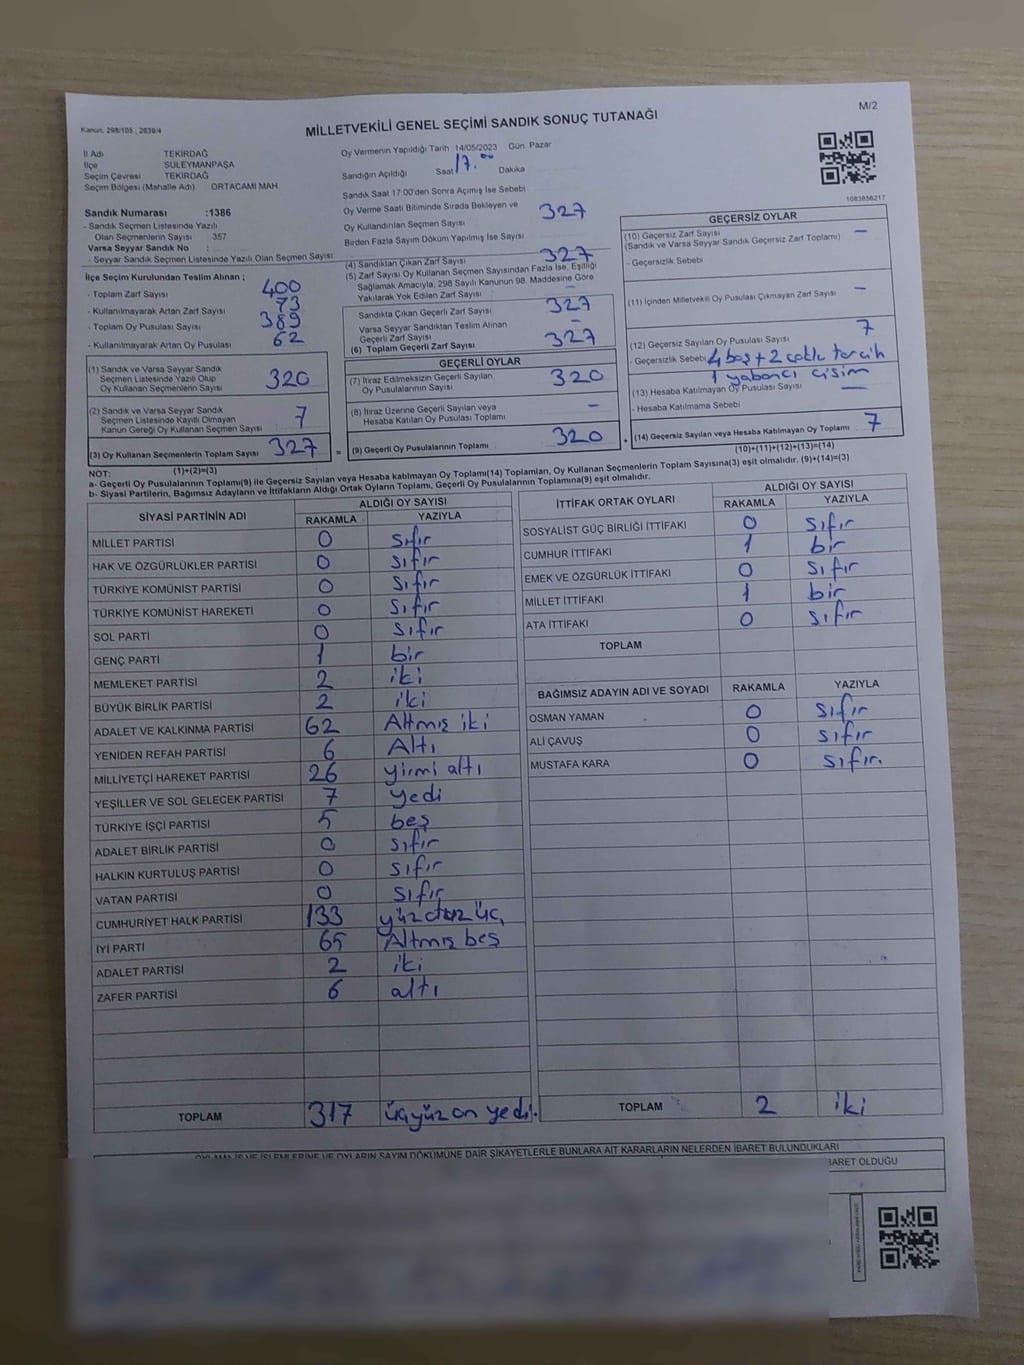 M/2
Kanun, 298/105 ; 2839/4
MİLLETVEKİLİ GENEL SEÇİMİ SANDIK SONUÇ TUTANAĞI
İl Adı TEKİRDAĞ
İlçe SÜLEYMANPAŞA
Seçim Çevresi TEKİRDAĞ
Seçim Bölgesi (Mahalle Adı) ORTACAMİ MAH.
Sandık Numarası :1386
- Sandık Seçmen Listesinde Yazılı
Olan Seçmenlerin Sayısı 357
Varsa Seyyar Sandık No :
- Seyyar Sandık Seçmen Listesinde Yazılı Olan Seçmen Sayısı
Oy Vermenin Yapıldığı Tarih 14/05/2023 Gün Pazar
Sandığın Açıldığı Saat 17.00 Dakika
Sandık Saat 17:00'den Sonra Açmış İse Sebebi
Oy Verme Saati Bitiminde Sırada Bekleyen ve
Oy Kullandırılan Seçmen Sayısı 327
Birden Fazla Sayım Döküm Yapılmış İse Sayısı
1083856217
İlçe Seçim Kurulundan Teslim Alınan ;
- Toplam Zarf Sayısı 400
- Kullanılmayarak Artan Zarf Sayısı 73
- Toplam Oy Pusulası Sayısı 389
- Kullanılmayarak Artan Oy Pusulası 62
(4) Sandıktan Çıkan Zarf Sayısı 327
(5) Zarf Sayısı Oy Kullanan Seçmen Sayısından Fazla İse, Eşitliği
Sağlamak Amacıyla, 298 Sayılı Kanunun 98. Maddesine Göre
Yakılarak Yok Edilen Zarf Sayısı –
Sandıkta Çıkan Geçerli Zarf Sayısı 327
Varsa Seyyar Sandıktan Teslim Alınan
Geçerli Zarf Sayısı –
(6) Toplam Geçerli Zarf Sayısı 327
GEÇERSİZ OYLAR
(10) Geçersiz Zarf Sayısı –
(Sandık ve Varsa Seyyar Sandık Geçersiz Zarf Toplamı)
- Geçersizlik Sebebi
(11) İçinden Milletvekili Oy Pusulası Çıkmayan Zarf Sayısı –
(12) Geçersiz Sayılan Oy Pusulası Sayısı 7
- Geçersizlik Sebebi 4 boş + 2 çoklu tercih
1 yabancı cisim
(13) Hesaba Katılmayan Oy Pusulası Sayısı –
- Hesaba Katılmama Sebebi
(14) Geçersiz Sayılan veya Hesaba Katılmayan Oy Toplamı 7
(10)+(11)+(12)+(13)=(14)
(1) Sandık ve Varsa Seyyar Sandık
Seçmen Listesinde Yazılı Olup
Oy Kullanan Seçmenlerin Sayısı 320
(2) Sandık ve Varsa Seyyar Sandık
Seçmen Listesinde Kayıtlı Olmayan
Kanun Gereği Oy Kullanan Seçmen Sayısı 7
(3) Oy Kullanan Seçmenlerin Toplam Sayısı 327
GEÇERLİ OYLAR
(7) İtiraz Edilmeksizin Geçerli Sayılan
Oy Pusulasının Sayısı 320
(8) İtiraz Üzerine Geçerli Sayılan veya
Hesaba Katılan Oy Pusulası Toplamı –
= (9) Geçerli Oy Pusulalarının Toplamı 320 +
NOT: (1)+(2)=(3)
a- Geçerli Oy Pusulalarının Toplamı(9) ile Geçersiz Sayılan veya Hesaba katılmayan Oy Toplamı(14) Toplamları, Oy Kullanan Seçmenlerin Toplam Sayısına(3) eşit olmalıdır. (9)+(14)=(3)
b- Siyasi Partilerin, Bağımsız Adayların ve İttifakların Aldığı Ortak Oyların Toplamı, Geçerli Oy Pusulalarının Toplamına(9) eşit olmalıdır.
SİYASİ PARTİNİN ADI ALDIĞI OY SAYISI
RAKAMLA YAZIYLA
MİLLET PARTİSİ 0 sıfır
HAK VE ÖZGÜRLÜKLER PARTİSİ 0 sıfır
TÜRKİYE KOMÜNİST PARTİSİ 0 sıfır
TÜRKİYE KOMÜNİST HAREKETİ 0 sıfır
SOL PARTİ 0 sıfır
GENÇ PARTİ 1 bir
MEMLEKET PARTİSİ 2 iki
BÜYÜK BİRLİK PARTİSİ 2 iki
ADALET VE KALKINMA PARTİSİ 62 Altmış iki
YENİDEN REFAH PARTİSİ 6 Altı
MİLLİYETÇİ HAREKET PARTİSİ 26 yirmi altı
YEŞİLLER VE SOL GELECEK PARTİSİ 7 yedi
TÜRKİYE İŞÇİ PARTİSİ 5 beş
ADALET BİRLİK PARTİSİ 0 sıfır
HALKIN KURTULUŞ PARTİSİ 0 sıfır
VATAN PARTİSİ 0 sıfır
CUMHURİYET HALK PARTİSİ 133 yüz otuz üç
İYİ PARTİ 65 Altmış beş
ADALET PARTİSİ 2 iki
ZAFER PARTİSİ 6 altı
TOPLAM 317 üçyüz on yedi.
İTTİFAK ORTAK OYLARI ALDIĞI OY SAYISI
RAKAMLA YAZIYLA
SOSYALİST GÜÇ BİRLİĞİ İTTİFAKI 0 sıfır
CUMHUR İTTİFAKI 1 bir
EMEK VE ÖZGÜRLÜK İTTİFAKI 0 sıfır
MİLLET İTTİFAKI 1 bir
ATA İTTİFAKI 0 sıfır
TOPLAM
BAĞIMSIZ ADAYIN ADI VE SOYADI RAKAMLA YAZIYLA
OSMAN YAMAN 0 sıfır
ALİ ÇAVUŞ 0 sıfır
MUSTAFA KARA 0 sıfır.
TOPLAM 2 iki
OYLAMA İŞ VE İŞLEMLERİNE VE OYLARIN SAYIM DÖKÜMÜNE DAİR ŞİKAYETLERLE BUNLARA AİT KARARLARIN NELERDEN İBARET BULUNDUKLARI
İBARET OLDUĞU